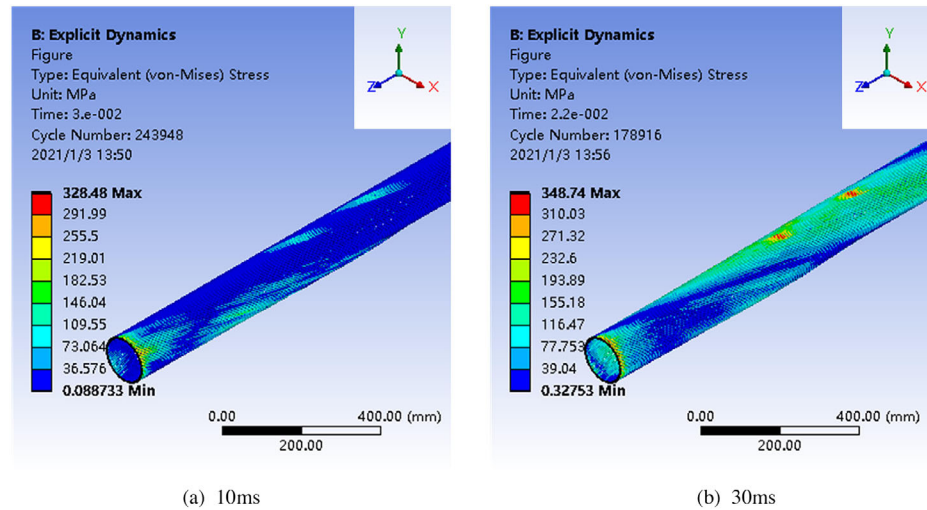 B: Explicit Dynamics
Figure
Type: Equivalent (von-Mises) Stress
Unit: MPa
Time: 3.e-002
Cycle Number: 243948
2021/1/3 13:50
Y
Z
X
328.48 Max
291.99
255.5
219.01
182.53
146.04
109.55
73.064
36.576
0.088733 Min
0.00 400.00 (mm)
200.00
(a) 10ms
B: Explicit Dynamics
Figure
Type: Equivalent (von-Mises) Stress
Unit: MPa
Time: 2.2e-002
Cycle Number: 178916
2021/1/3 13:56
Y
Z
X
348.74 Max
310.03
271.32
232.6
193.89
155.18
116.47
77.753
39.04
0.32753 Min
0.00 400.00 (mm)
200.00
(b) 30ms